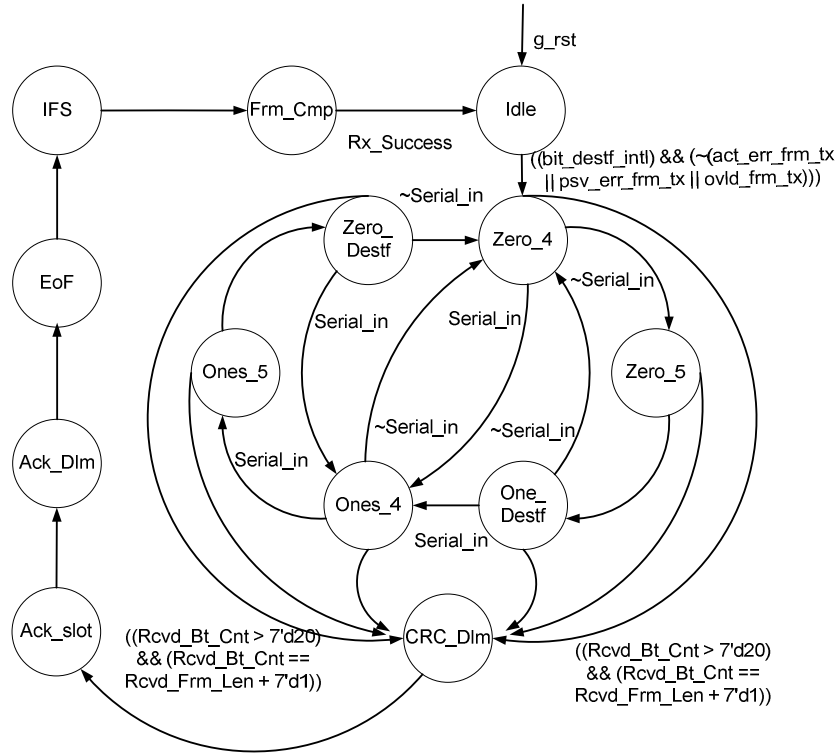 g_rst
IFS
Frm_Cmp
Idle
Rx_Success
((bit_destf_intl) && (~(act_err_frm_tx
|| psv_err_frm_tx || ovld_frm_tx)))
~Serial_in
Zero_
Destf
Zero_4
EoF
~Serial_in
Serial_in
Serial_in
Ones_5
Zero_5
~Serial_in
~Serial_in
Serial_in
Ack_Dlm
Ones_4
One_
Destf
Serial_in
Ack_slot
CRC_Dlm
((Rcvd_Bt_Cnt > 7'd20)
&& (Rcvd_Bt_Cnt ==
Rcvd_Frm_Len + 7'd1))
((Rcvd_Bt_Cnt > 7'd20)
&& (Rcvd_Bt_Cnt ==
Rcvd_Frm_Len + 7'd1))